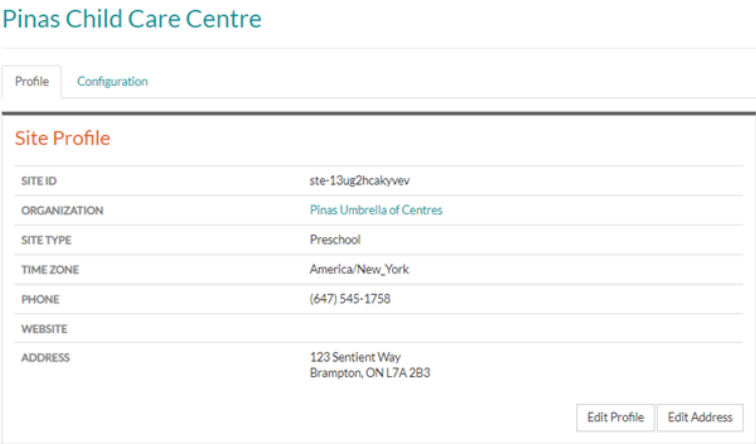 Pinas Child Care Centre
Profile Configuration
Site Profile
SITE ID ste-13ug2hcakyvev
ORGANIZATION Pinas Umbrella of Centres
SITE TYPE Preschool
TIME ZONE America/New_York
PHONE (647) 545-1758
WEBSITE
ADDRESS 123 Sentient Way
Brampton, ON L7A 2B3
Edit Profile Edit Address